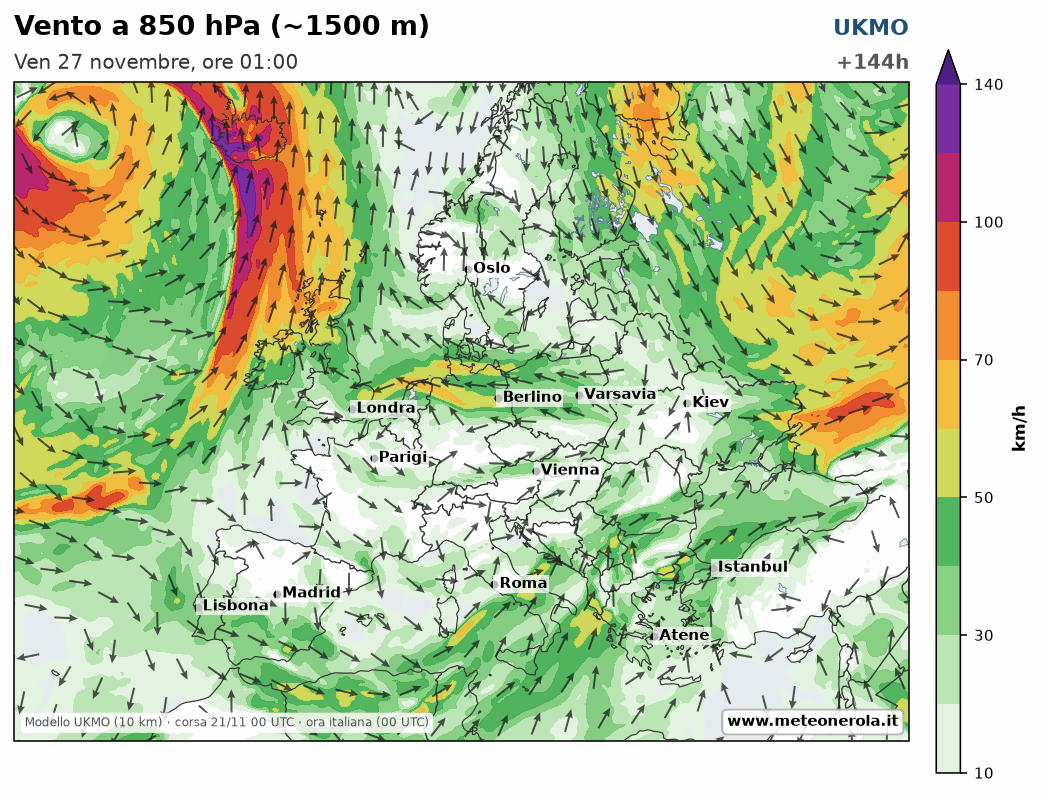 Vento a 850 hPa (~1500 m)
UKMO
Ven 27 novembre, ore 01:00
+144h
140
100
70
50
30
10
km/h
Oslo
Londra
Berlino
Varsavia
Kiev
Parigi
Vienna
Istanbul
Roma
Madrid
Lisbona
Atene
Modello UKMO (10 km) · corsa 21/11 00 UTC · ora italiana (00 UTC)
www.meteonerola.it